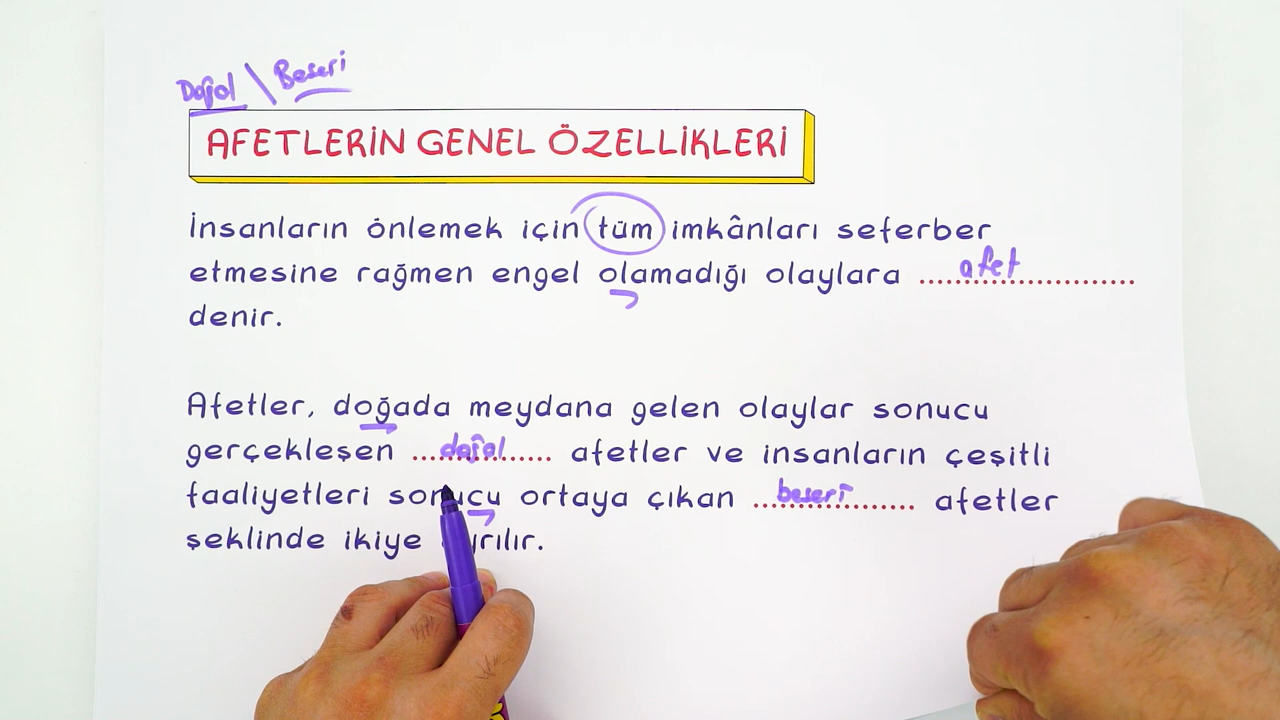 Doğal \ Beşeri
AFETLERİN GENEL ÖZELLİKLERİ
İnsanların önlemek için tüm imkânları seferber
etmesine rağmen engel olamadığı olaylara afet
denir.
Afetler, doğada meydana gelen olaylar sonucu
gerçekleşen doğal afetler ve insanların çeşitli
faaliyetleri sonucu ortaya çıkan beşerî afetler
şeklinde ikiye ayrılır.